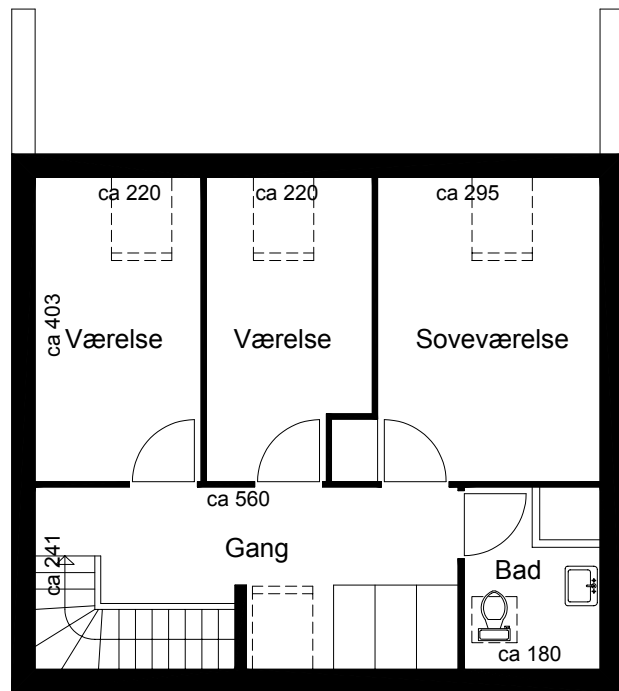 ca 220
ca 220
ca 295
ca 403
Værelse
Værelse
Soveværelse
ca 560
ca 241
Gang
Bad
ca 180